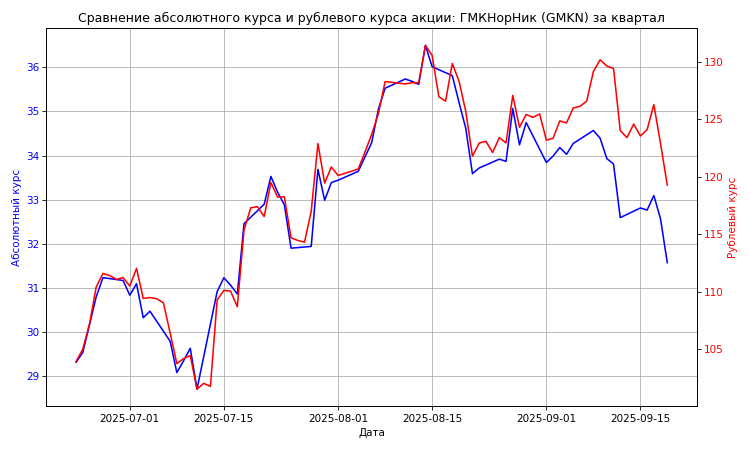 Сравнение абсолютного курса и рублевого курса акции: ГМКНорНик (GMKN) за квартал
36
35
34
33
32
31
30
29
Абсолютный курс
130
125
120
115
110
105
Рублевый курс
2025-07-01 2025-07-15 2025-08-01 2025-08-15 2025-09-01 2025-09-15
Дата